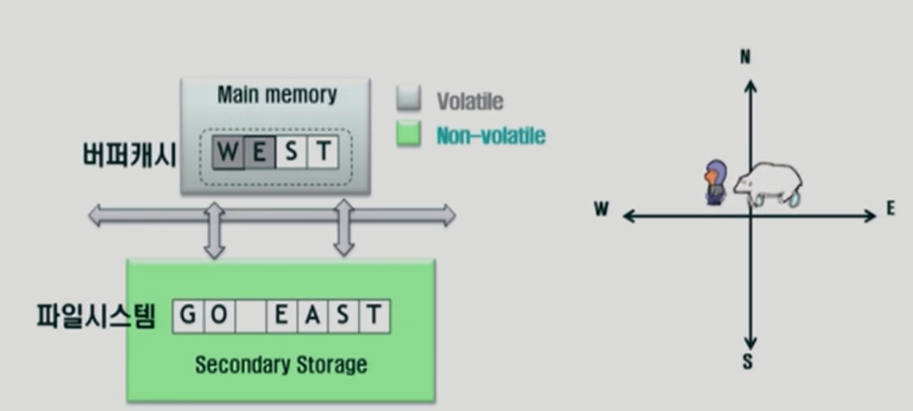 Main memory
버퍼캐시
W E S T
Volatile
Non-volatile
파일시스템
G O E A S T
Secondary Storage
N
W
E
S